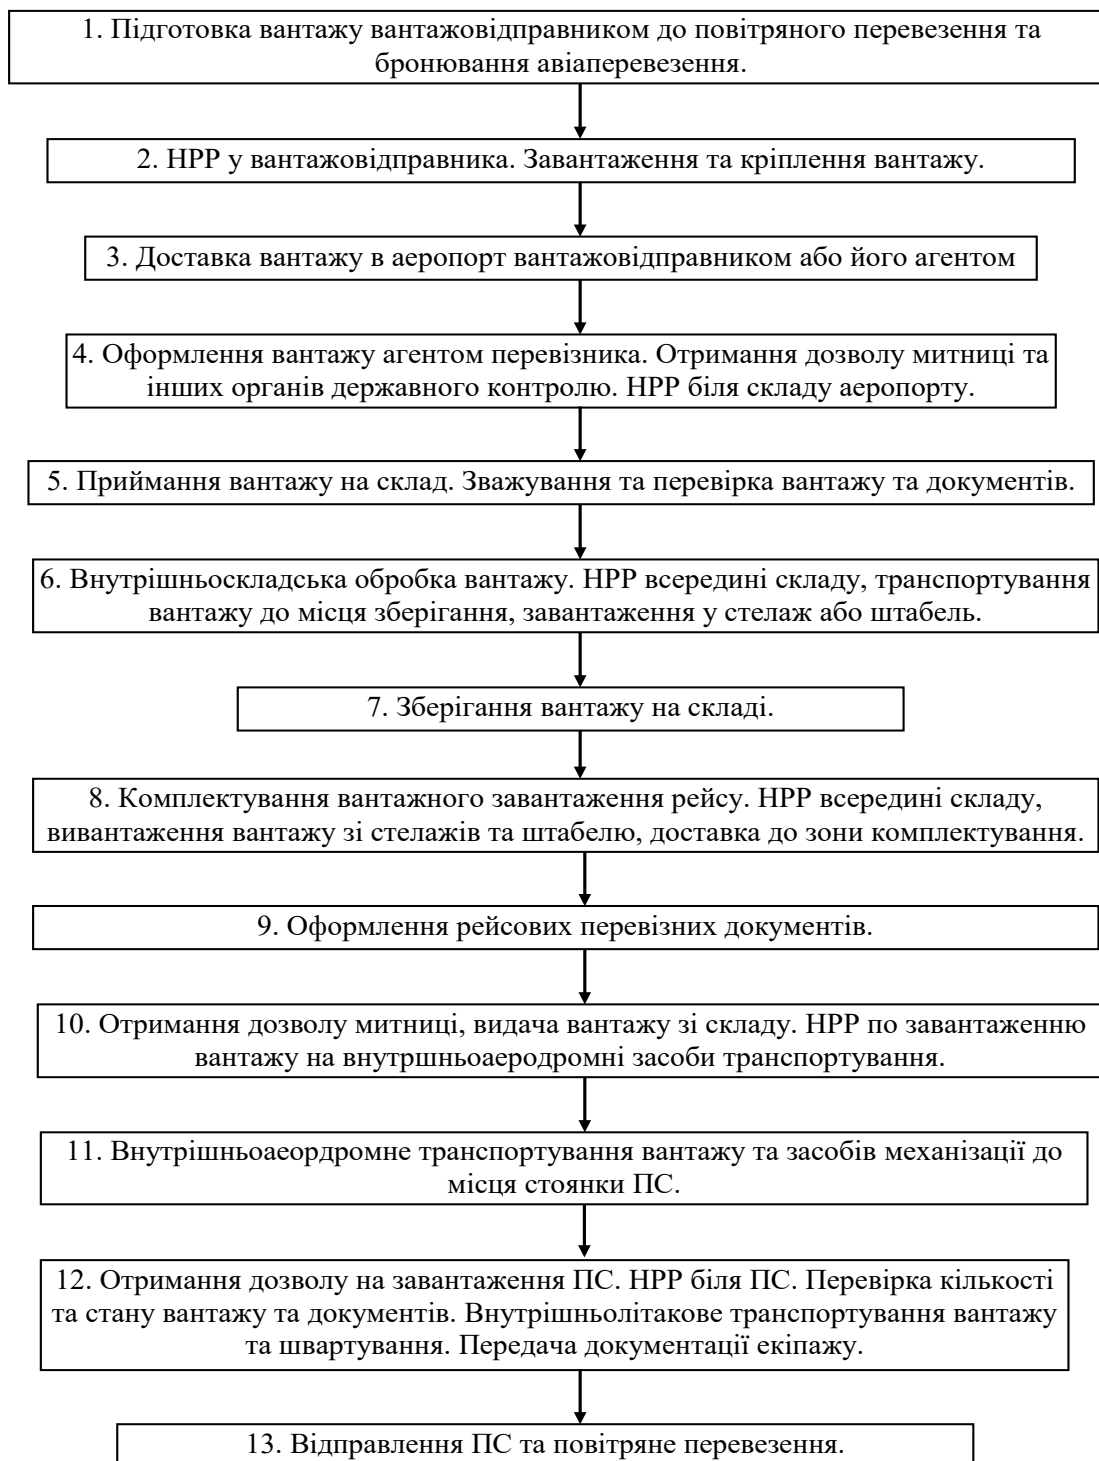 1. Підготовка вантажу вантажовідправником до повітряного перевезення та
бронювання авіаперевезення.
2. НРР у вантажовідправника. Завантаження та кріплення вантажу.
3. Доставка вантажу в аеропорт вантажовідправником або його агентом
4. Оформлення вантажу агентом перевізника. Отримання дозволу митниці та
інших органів державного контролю. НРР біля складу аеропорту.
5. Приймання вантажу на склад. Зважування та перевірка вантажу та документів.
6. Внутрішньоскладська обробка вантажу. НРР всередині складу, транспортування
вантажу до місця зберігання, завантаження у стелаж або штабель.
7. Зберігання вантажу на складі.
8. Комплектування вантажного завантаження рейсу. НРР всередині складу,
вивантаження вантажу зі стелажів та штабелю, доставка до зони комплектування.
9. Оформлення рейсових перевізних документів.
10. Отримання дозволу митниці, видача вантажу зі складу. НРР по завантаженню
вантажу на внутршньоаеродромні засоби транспортування.
11. Внутрішньоаеордромне транспортування вантажу та засобів механізації до
місця стоянки ПС.
12. Отримання дозволу на завантаження ПС. НРР біля ПС. Перевірка кількості
та стану вантажу та документів. Внутрішньолітакове транспортування вантажу
та швартування. Передача документації екіпажу.
13. Відправлення ПС та повітряне перевезення.